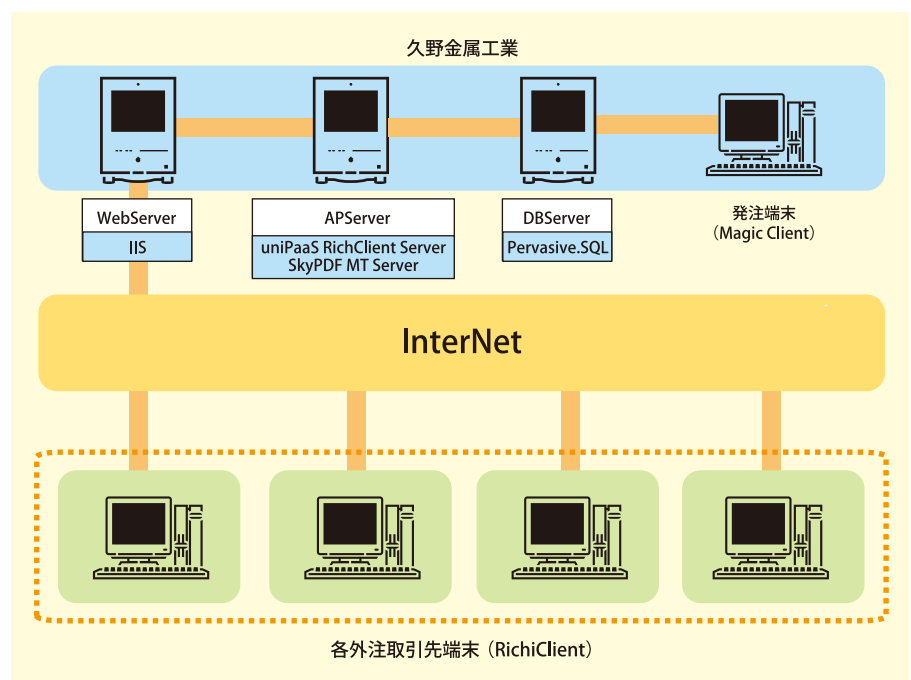 久野金属工業
WebServer
IIS
APServer
uniPaaS RichClient Server
SkyPDF MT Server
DBServer
Pervasive.SQL
発注端末
（Magic Client）
InterNet
各外注取引先端末（RichiClient）